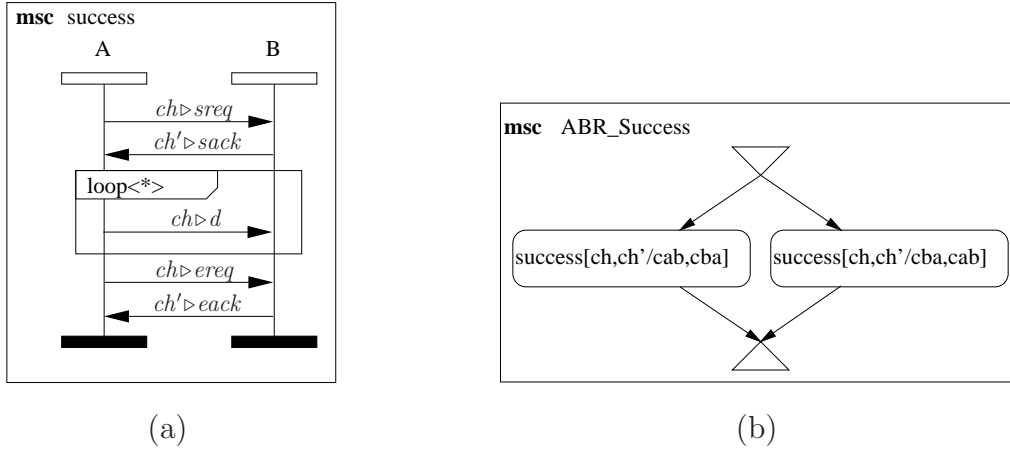 msc success
A B
ch▷sreq
ch′▷sack
loop<*>
ch▷d
ch▷ereq
ch′▷eack
(a)
msc ABR_Success
success[ch,ch’/cab,cba] success[ch,ch’/cba,cab]
(b)